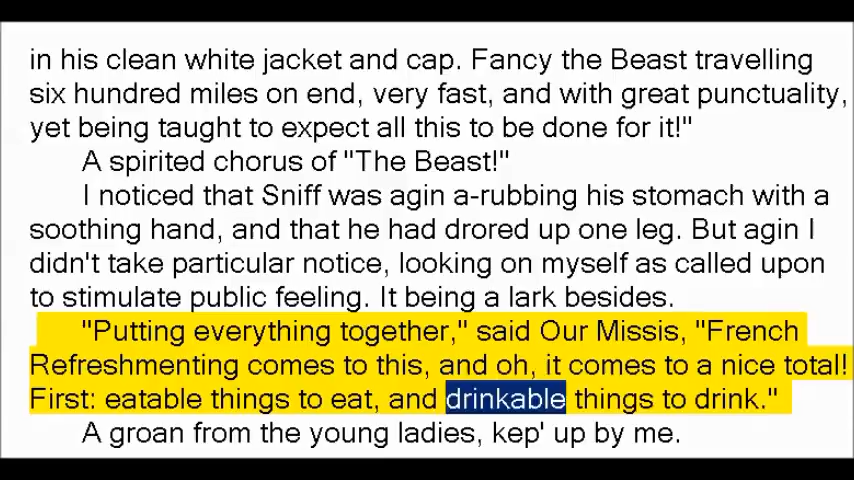 in his clean white jacket and cap. Fancy the Beast travelling
six hundred miles on end, very fast, and with great punctuality,
yet being taught to expect all this to be done for it!"
A spirited chorus of "The Beast!"
I noticed that Sniff was agin a-rubbing his stomach with a
soothing hand, and that he had drored up one leg. But agin I
didn't take particular notice, looking on myself as called upon
to stimulate public feeling. It being a lark besides.
"Putting everything together," said Our Missis, "French
Refreshmenting comes to this, and oh, it comes to a nice total!
First: eatable things to eat, and drinkable things to drink."
A groan from the young ladies, kep' up by me.